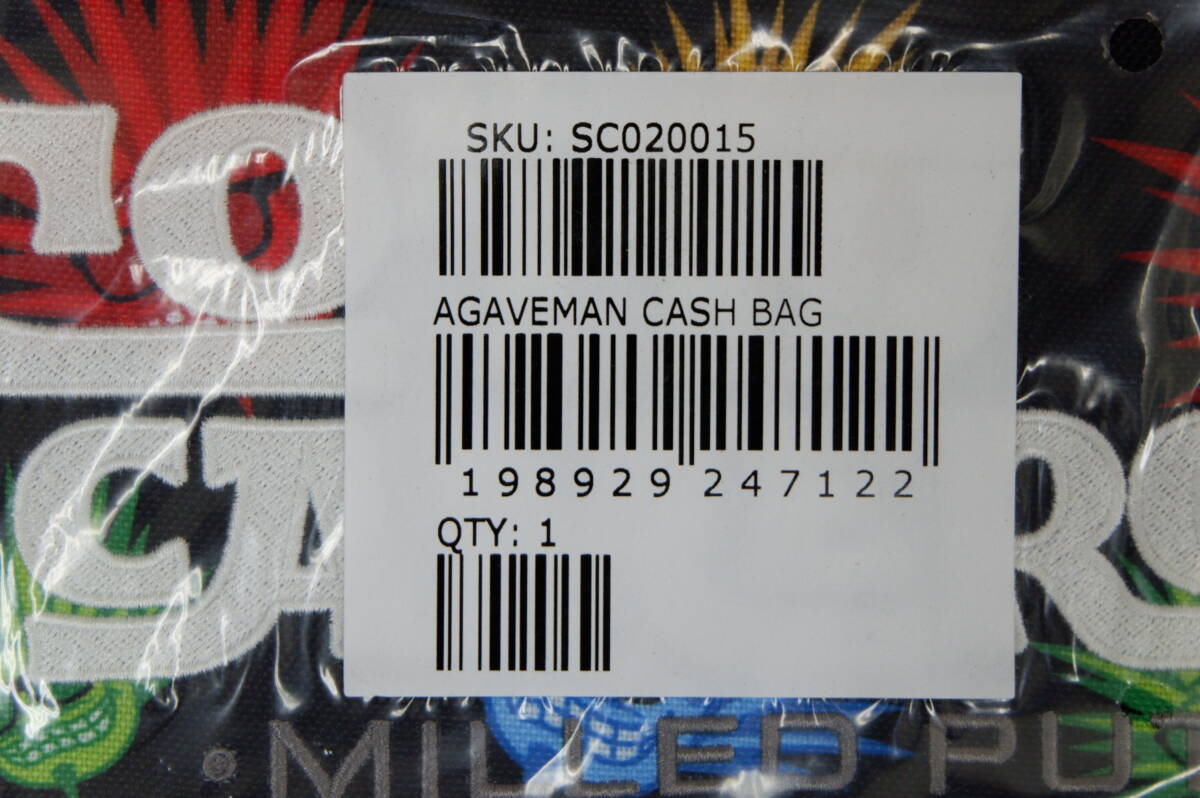 SKU: SC020015
AGAVEMAN CASH BAG
198929 247122
QTY: 1
MILLED PUT